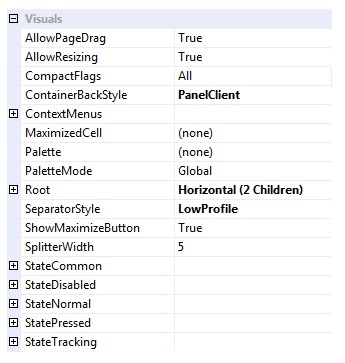 Visuals
AllowPageDrag True
AllowResizing True
CompactFlags All
ContainerBackStyle PanelClient
ContextMenus
MaximizedCell (none)
Palette (none)
PaletteMode Global
Root Horizontal (2 Children)
SeparatorStyle LowProfile
ShowMaximizeButton True
SplitterWidth 5
StateCommon
StateDisabled
StateNormal
StatePressed
StateTracking